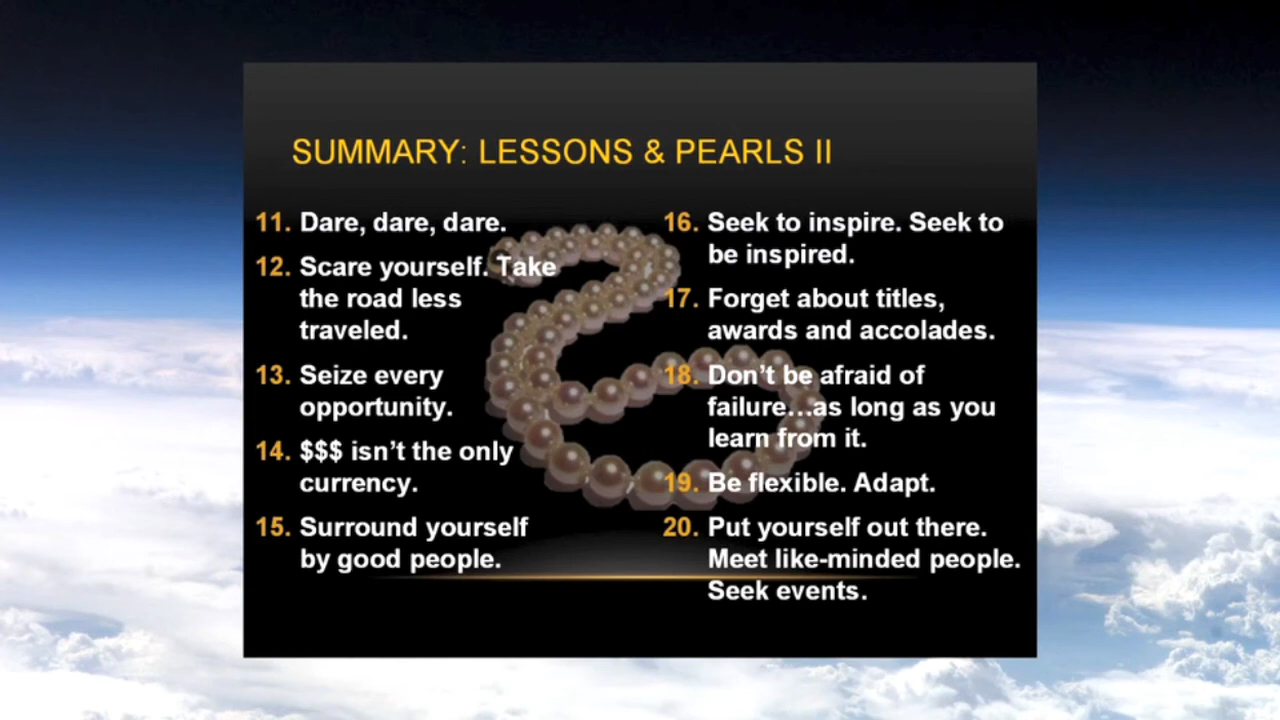 SUMMARY: LESSONS & PEARLS II
11. Dare, dare, dare.
12. Scare yourself. Take
the road less
traveled.
13. Seize every
opportunity.
14. $$$ isn’t the only
currency.
15. Surround yourself
by good people.
16. Seek to inspire. Seek to
be inspired.
17. Forget about titles,
awards and accolades.
18. Don’t be afraid of
failure…as long as you
learn from it.
19. Be flexible. Adapt.
20. Put yourself out there.
Meet like-minded people.
Seek events.